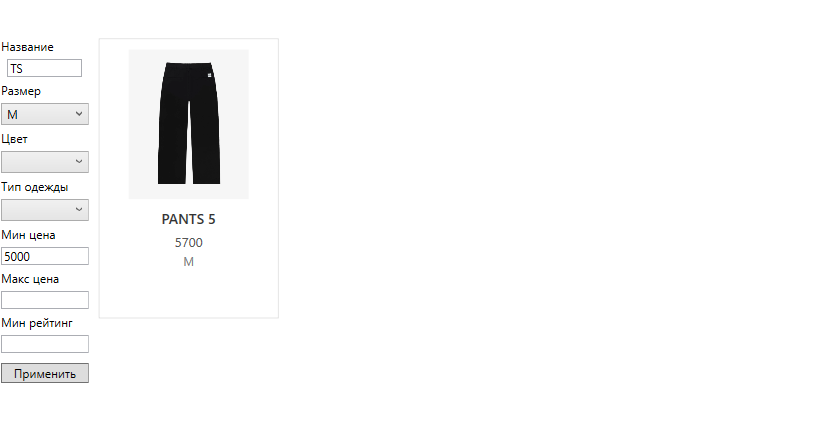 Название
TS
Размер
M
Цвет
Тип одежды
Мин цена
5000
Макс цена
Мин рейтинг
Применить
PANTS 5
5700
M